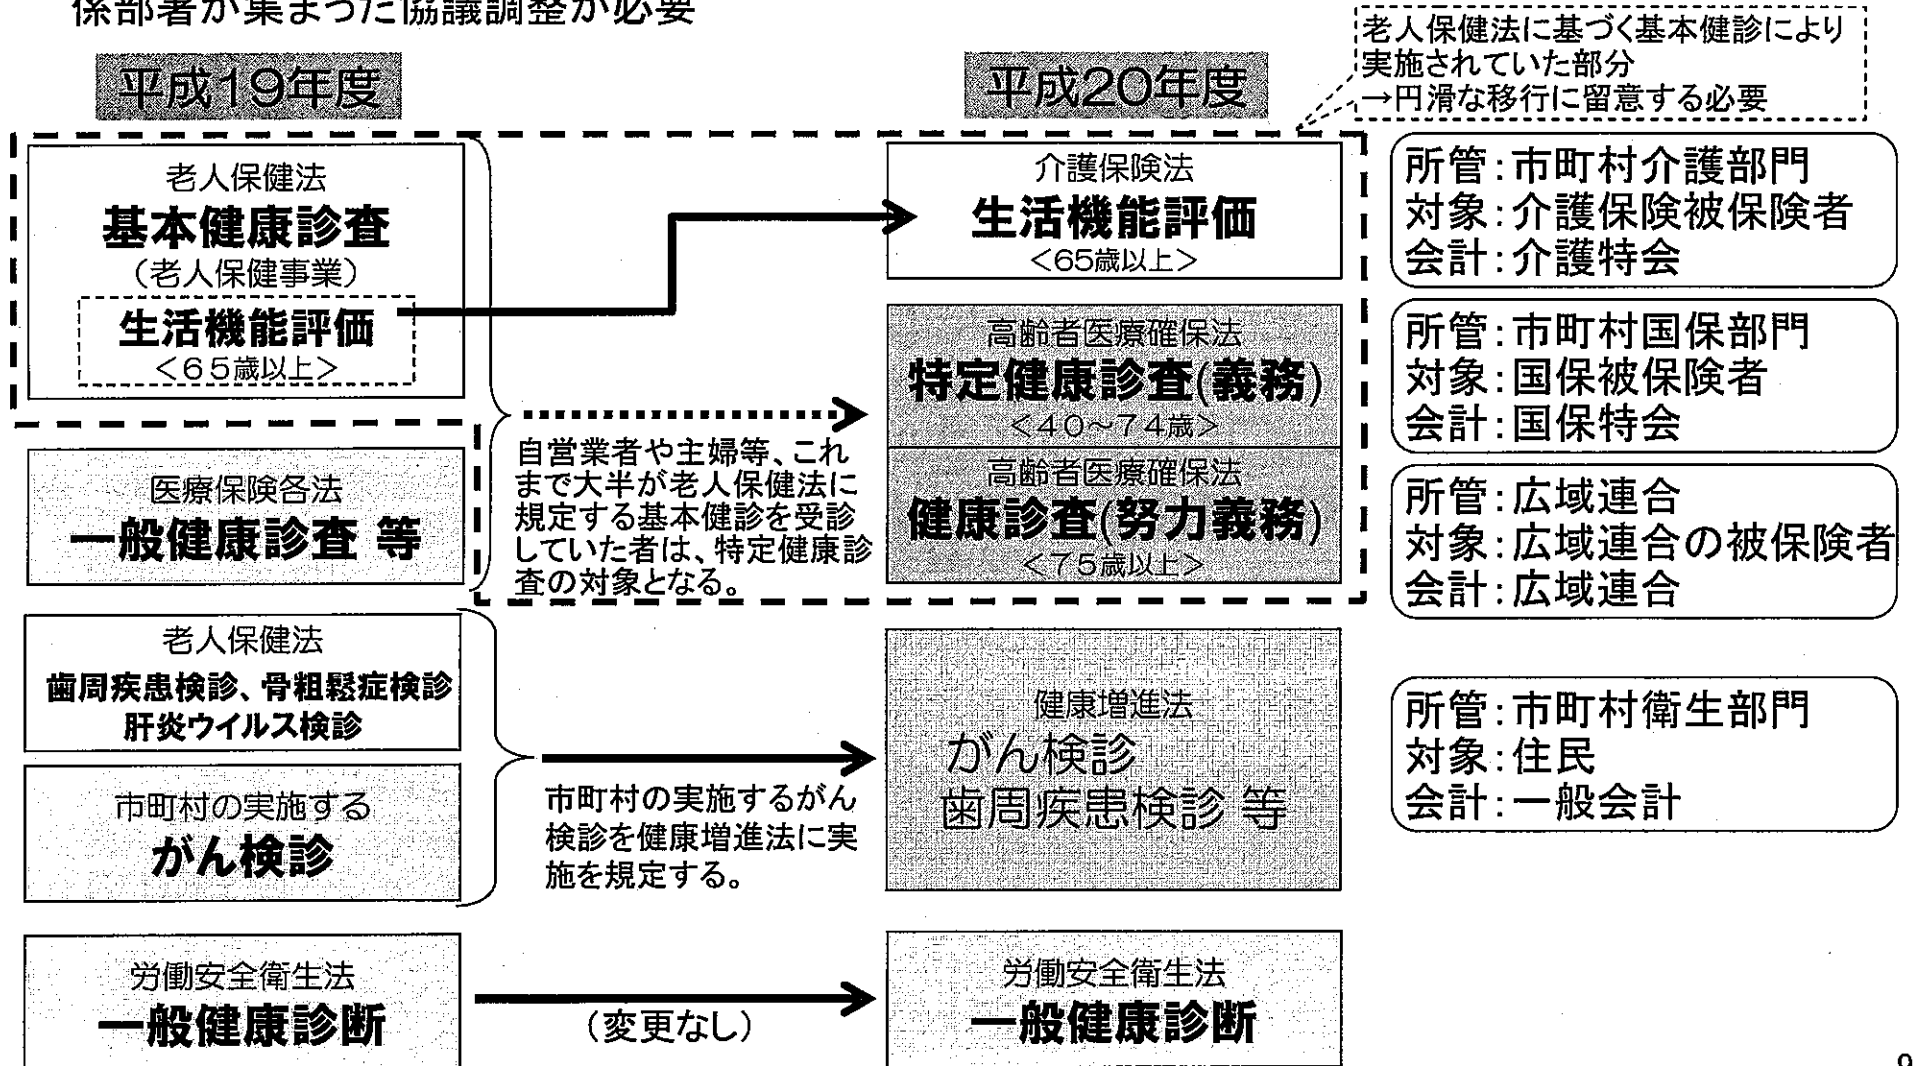 係部署が集まった協議調整が必要
平成19年度
平成20年度
老人保健法に基づく基本健診により
実施されていた部分
→円滑な移行に留意する必要
老人保健法
基本健康診査
(老人保健事業)
生活機能評価
<65歳以上>
医療保険各法
一般健康診査 等
自営業者や主婦等、これ
まで大半が老人保健法に
規定する基本健診を受診
していた者は、特定健康診
査の対象となる。
介護保険法
生活機能評価
<65歳以上>
高齢者医療確保法
特定健康診査(義務)
<40~74歳>
高齢者医療確保法
健康診査(努力義務)
<75歳以上>
所管:市町村介護部門
対象:介護保険被保険者
会計:介護特会
所管:市町村国保部門
対象:国保被保険者
会計:国保特会
所管:広域連合
対象:広域連合の被保険者
会計:広域連合
老人保健法
歯周疾患検診、骨粗鬆症検診
肝炎ウイルス検診
市町村の実施する
がん検診
市町村の実施するがん
検診を健康増進法に実
施を規定する。
健康増進法
がん検診
歯周疾患検診 等
所管:市町村衛生部門
対象:住民
会計:一般会計
労働安全衛生法
一般健康診断
(変更なし)
労働安全衛生法
一般健康診断